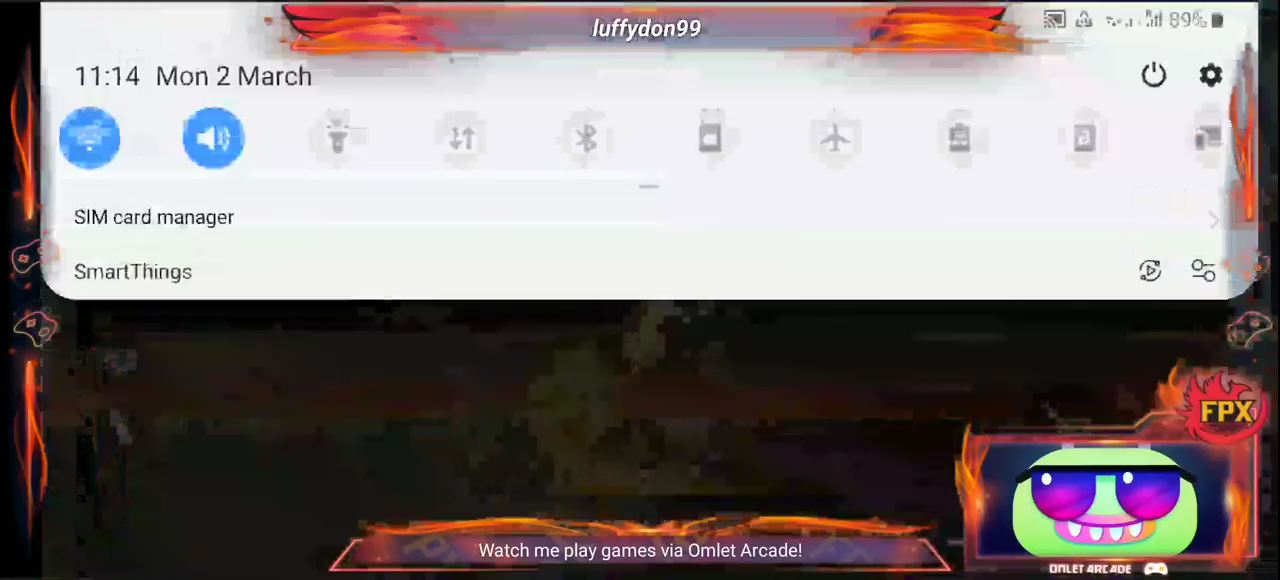 luffydon99
89%
11:14 Mon 2 March
SIM card manager
SmartThings
FPX
Watch me play games via Omlet Arcade!
OMLET ARCADE